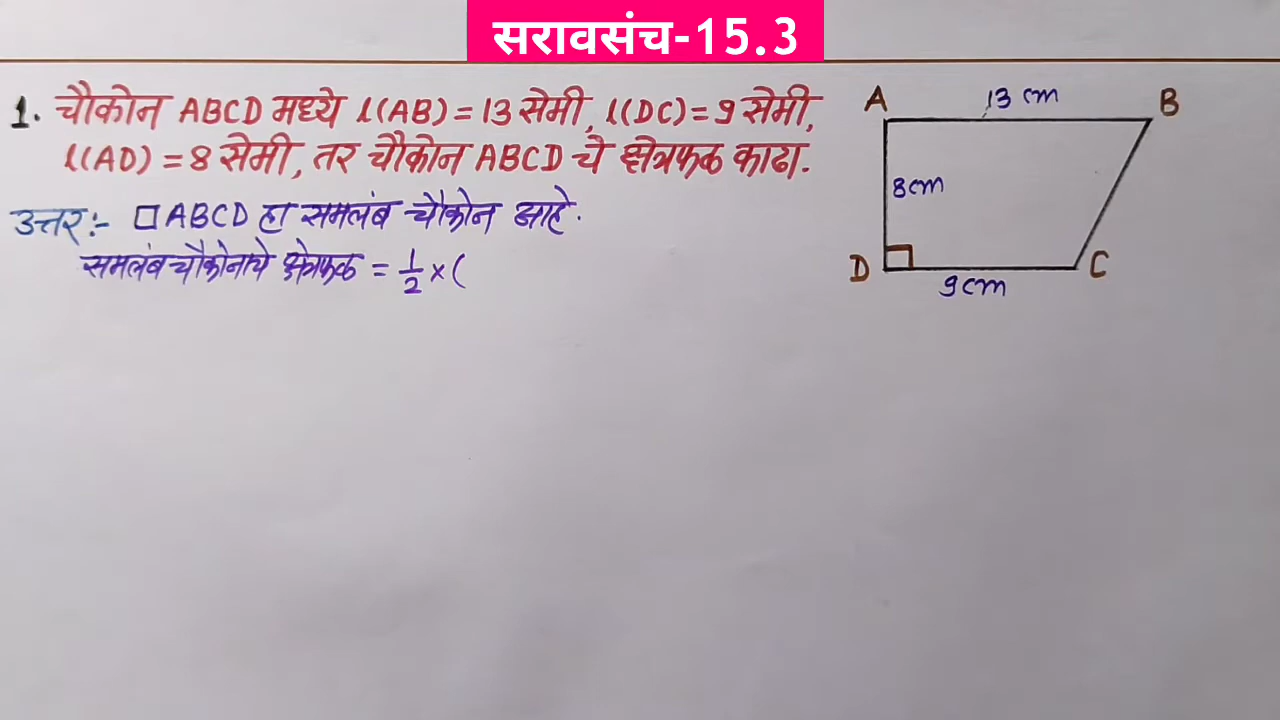 सरावसंच-15.3
1. चौकोन ABCD मध्ये l(AB) = 13 सेमी, l(DC) = 9 सेमी,
l(AD) = 8 सेमी, तर चौकोन ABCD चे क्षेत्रफळ काढा.
उत्तर:- □ABCD हा समलंब चौकोन आहे.
समलंब चौकोनाचे क्षेत्रफळ = 1/2 × (
A 13 cm B
8cm
D C
9cm